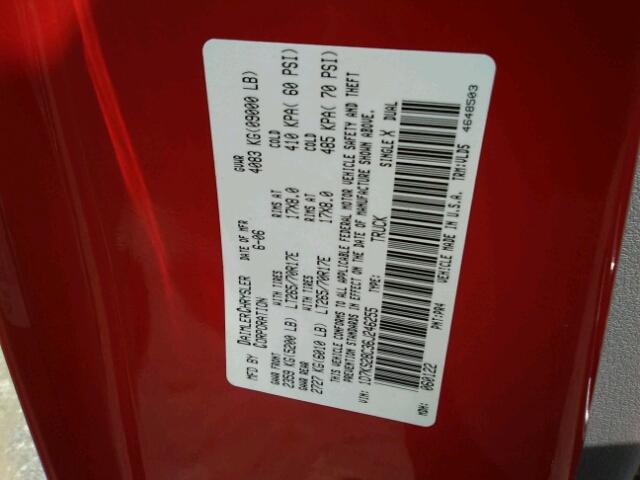 MFD BY DAIMLERCHRYSLER CORPORATION DATE OF MFR 6-06 GVWR 4083 KG(09000 LB)
GAWR FRONT WITH TIRES RIMS AT COLD
2359 KG(5200 LB) LT265/70R17E 17X8.0 410 KPA( 60 PSI)
GAWR REAR WITH TIRES RIMS AT COLD
2727 KG(6010 LB) LT265/70R17E 17X8.0 485 KPA( 70 PSI)
THIS VEHICLE CONFORMS TO ALL APPLICABLE FEDERAL MOTOR VEHICLE SAFETY AND THEFT
PREVENTION STANDARDS IN EFFECT ON THE DATE OF MANUFACTURE SHOWN ABOVE.
VIN: 1D7KS28C36J246255 TYPE: TRUCK SINGLE X DUAL
MDH: 060122 PNT:PR4 VEHICLE MADE IN U.S.A. TRM:VLD5 4648503